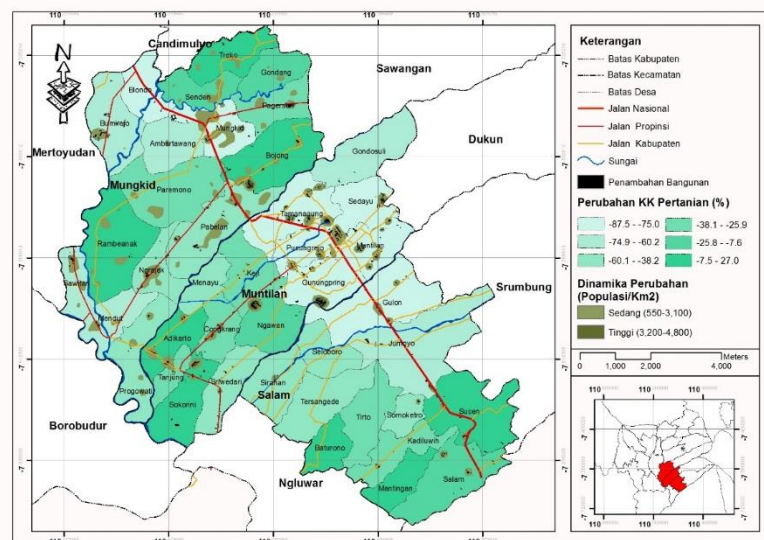 Candimulyo
Sawangan
Dukun
Mertoyudan
Mungkid
Muntilan
Srumbung
Salam
Borobudur
Ngluwar
Treko
Gondang
Blondo
Senden
Pagersari
Bumirejo
Mungkid
Ambartawang
Bojong
Gondosuli
Paremono
Sedayu
Tamanagung
Pabelan
Rambeanak
Pucungrejo
Muntilan
Sawitan
Ngrajek
Keji
Menayu
Gunungpring
Gulon
Mendut
Congkrang
Ngawen
Adikarto
Jumoyo
Seloboro
Tanjung
Sriwedari
Sirahan
Progowati
Tersangede
Sokorini
Tirto
Somoketro
Sucen
Kadiluwih
Baturono
Salam
Mantingan
Keterangan
Batas Kabupaten
Batas Kecamatan
Batas Desa
Jalan Nasional
Jalan Propinsi
Jalan Kabupaten
Sungai
Penambahan Bangunan
Perubahan KK Pertanian (%)
-87.5 - -75.0 -38.1 - -25.9
-74.9 - -60.2 -25.8 - -7.6
-60.1 - -38.2 -7.5 - 27.0
Dinamika Perubahan
(Populasi/Km2)
Sedang (550-3,100)
Tinggi (3,200-4,800)
0 1,000 2,000 4,000
Meters